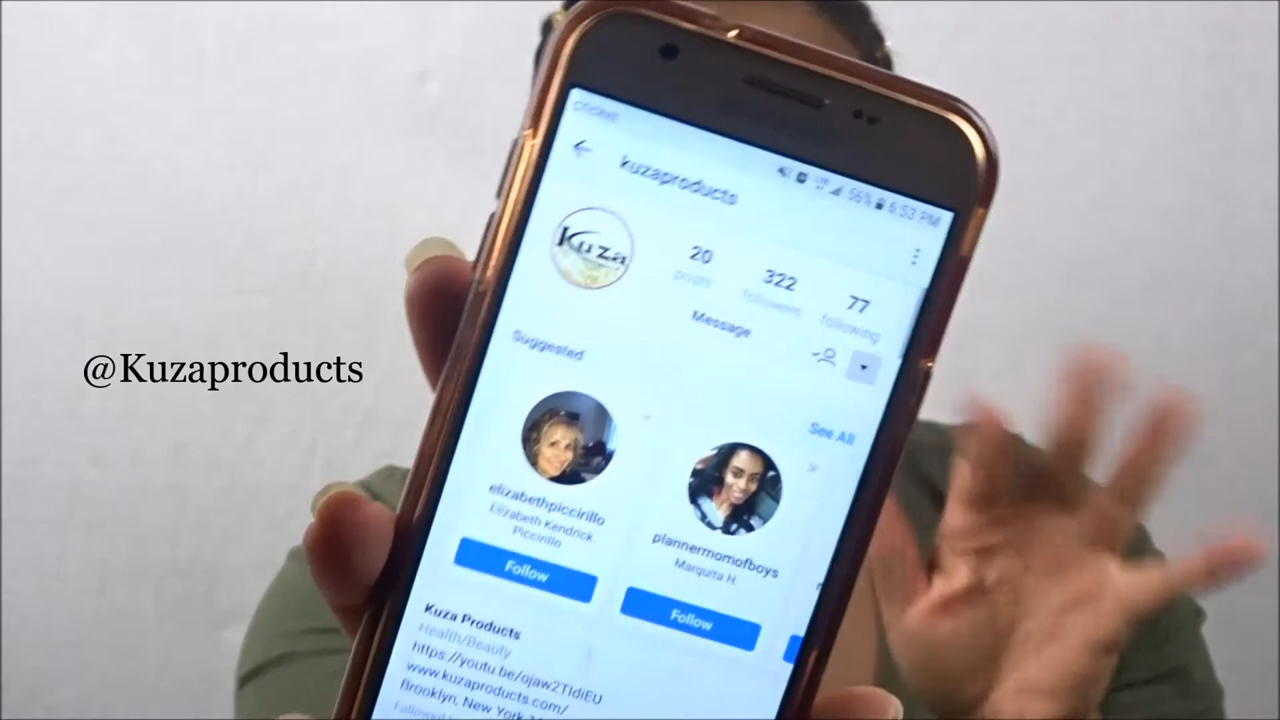 cricket
56% 6:53 PM
kuzaproducts
Kuza
20 322 77
posts followers following
Message
Suggested
See All
@Kuzaproducts
elizabethpiccirillo
Elizabeth Kendrick
Piccirillo
Follow
plannermomofboys
Marquita H.
Follow
Kuza Products
Health/Beauty
https://youtu.be/ojaw2TIdiEU
www.kuzaproducts.com/
Brooklyn, New York